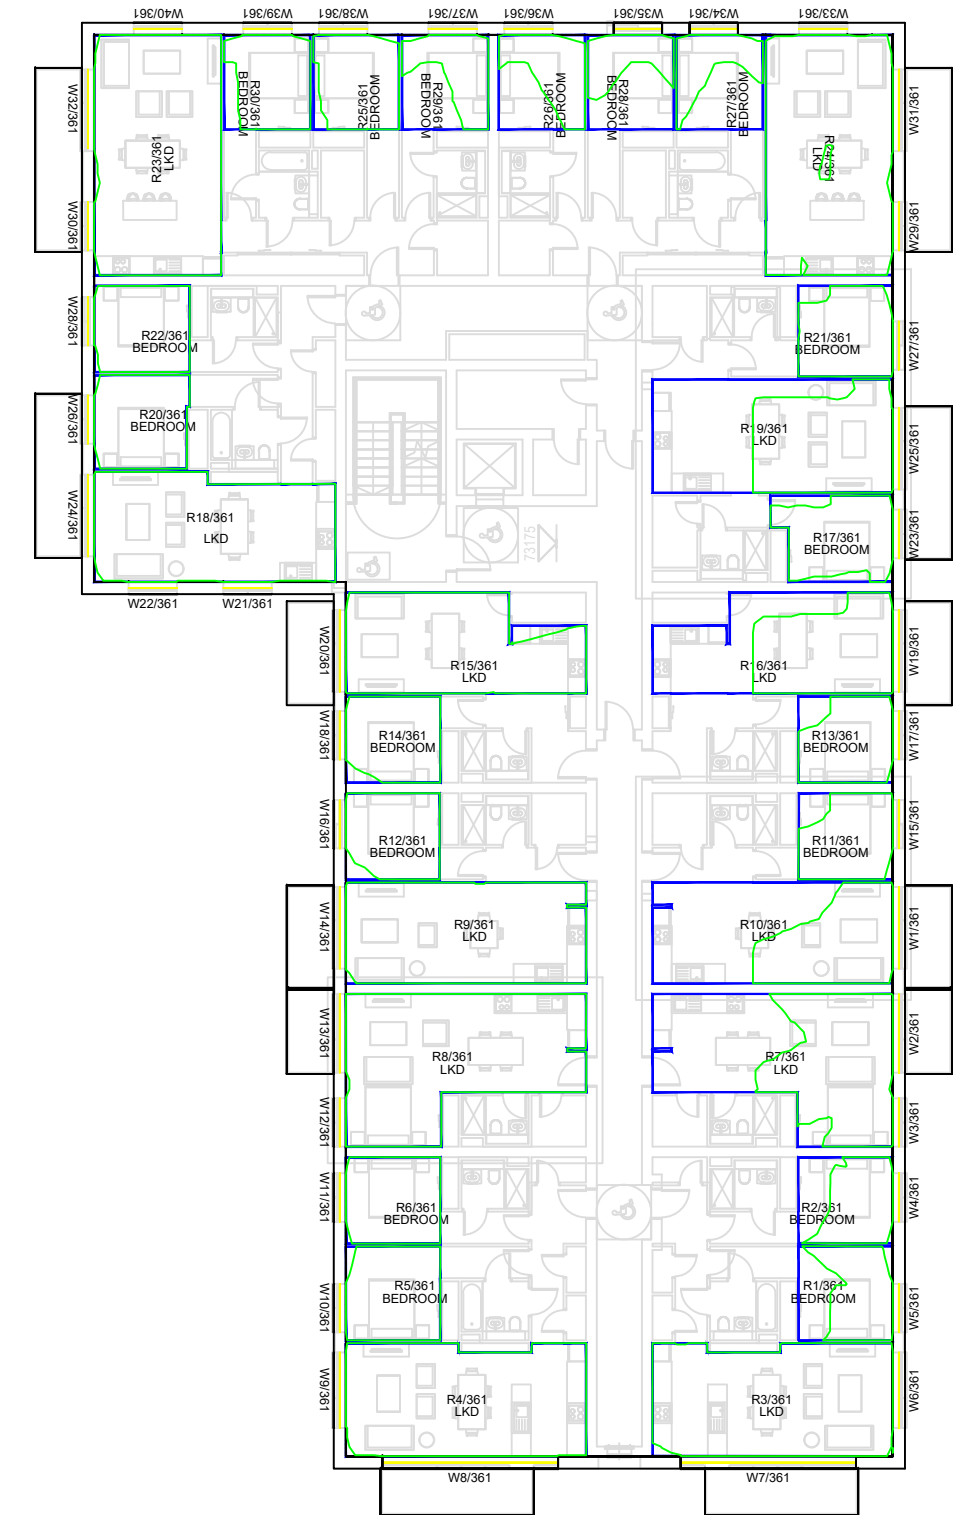 W40/361
W39/361
W38/361
W37/361
W36/361
W35/361
W34/361
W33/361
W32/361
R23/361
LKD
R30/361
BEDROOM
R25/361
BEDROOM
R29/361
BEDROOM
R26/361
BEDROOM
R28/361
BEDROOM
R27/361
BEDROOM
R24/361
LKD
W31/361
W30/361
W29/361
W28/361
R22/361
BEDROOM
R21/361
BEDROOM
W27/361
W26/361
R20/361
BEDROOM
R19/361
LKD
W25/361
W24/361
R18/361
LKD
73175
R17/361
BEDROOM
W23/361
W22/361
W21/361
W20/361
R15/361
LKD
R16/361
LKD
W19/361
W18/361
R14/361
BEDROOM
R13/361
BEDROOM
W17/361
W16/361
R12/361
BEDROOM
R11/361
BEDROOM
W15/361
W14/361
R9/361
LKD
R10/361
LKD
W1/361
W13/361
R8/361
LKD
R7/361
LKD
W2/361
W12/361
W3/361
W11/361
R6/361
BEDROOM
R2/361
BEDROOM
W4/361
W10/361
R5/361
BEDROOM
R1/361
BEDROOM
W5/361
W9/361
R4/361
LKD
R3/361
LKD
W6/361
W8/361
W7/361